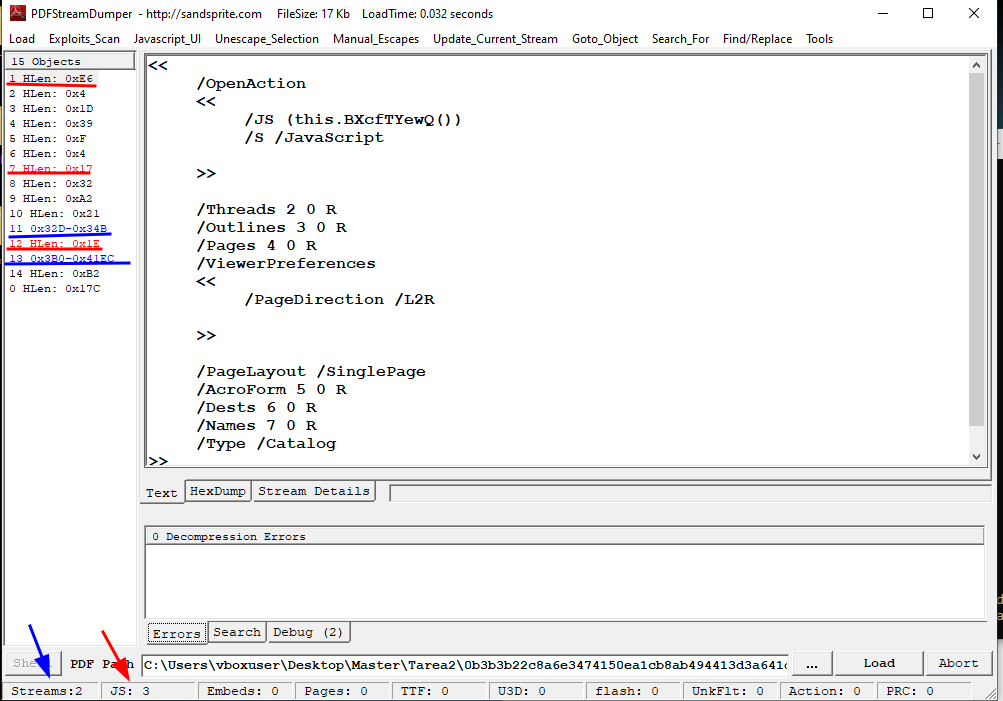 PDFStreamDumper - http://sandsprite.com FileSize: 17 Kb LoadTime: 0.032 seconds
Load Exploits_Scan Javascript_UI Unescape_Selection Manual_Escapes Update_Current_Stream Goto_Object Search_For Find/Replace Tools
15 Objects
1 HLen: 0xE6
2 HLen: 0x4
3 HLen: 0x1D
4 HLen: 0x39
5 HLen: 0xF
6 HLen: 0x4
7 HLen: 0x17
8 HLen: 0x32
9 HLen: 0xA2
10 HLen: 0x21
11 0x32D-0x34B
12 HLen: 0x1E
13 0x3B0-0x41EC
14 HLen: 0xB2
0 HLen: 0x17C
<<
/OpenAction
<<
/JS (this.BXcfTYewQ())
/S /JavaScript
>>
/Threads 2 0 R
/Outlines 3 0 R
/Pages 4 0 R
/ViewerPreferences
<<
/PageDirection /L2R
>>
/PageLayout /SinglePage
/AcroForm 5 0 R
/Dests 6 0 R
/Names 7 0 R
/Type /Catalog
>>
Text HexDump Stream Details
0 Decompression Errors
Errors Search Debug (2)
PDF Path C:\Users\vboxuser\Desktop\Master\Tarea2\0b3b3b22c8a6e3474150ea1cb8ab494413d3a641 ... Load Abort
Streams:2 JS: 3 Embeds: 0 Pages: 0 TTF: 0 U3D: 0 flash: 0 UnkFlt: 0 Action: 0 PRC: 0